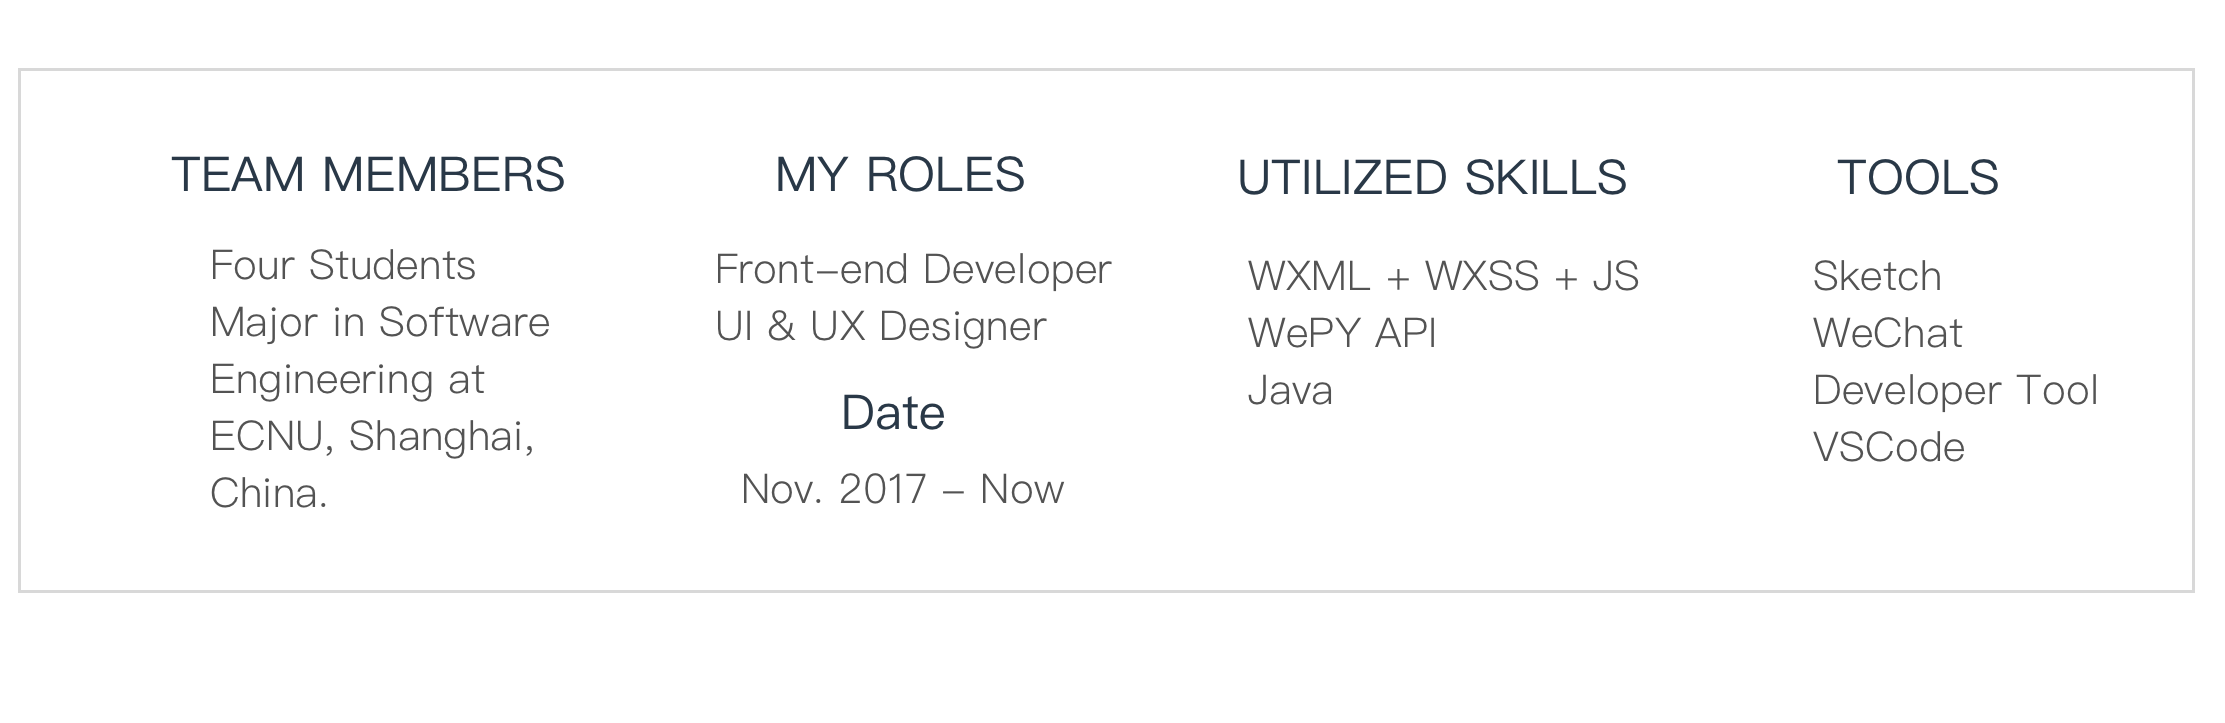 TEAM MEMBERS
Four Students
Major in Software
Engineering at
ECNU, Shanghai,
China.
MY ROLES
Front-end Developer
UI & UX Designer
Date
Nov. 2017 - Now
UTILIZED SKILLS
WXML + WXSS + JS
WePY API
Java
TOOLS
Sketch
WeChat
Developer Tool
VSCode